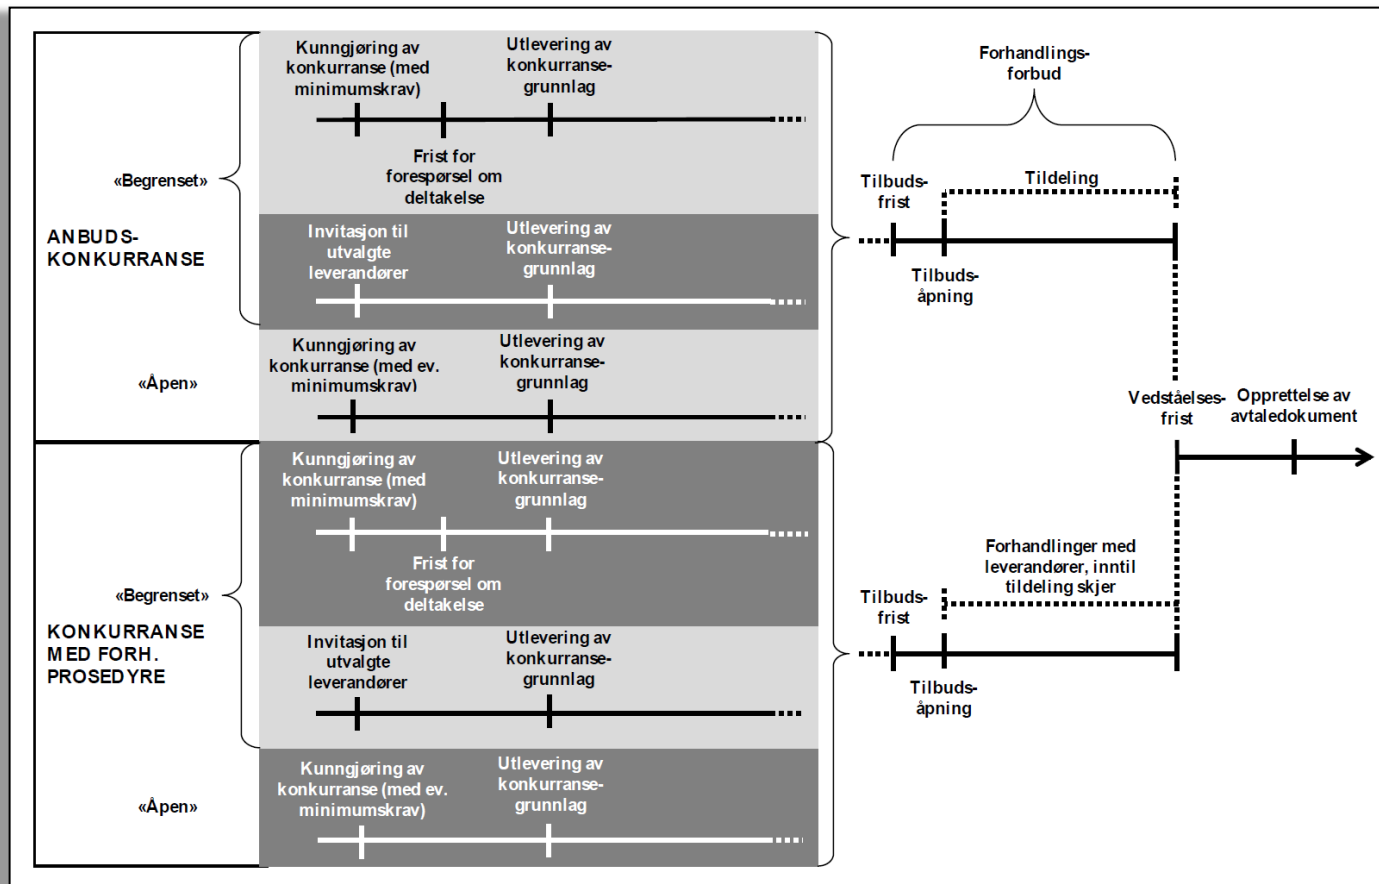 Kunngjøring av
konkurranse (med
minimumskrav)
Utlevering av
konkurranse-
grunnlag
Frist for
forespørsel om
deltakelse
«Begrenset»
ANBUDS-
KONKURRANSE
Invitasjon til
utvalgte
leverandører
Utlevering av
konkurranse-
grunnlag
«Åpen»
Kunngjøring av
konkurranse (med ev.
minimumskrav)
Utlevering av
konkurranse-
grunnlag
Kunngjøring av
konkurranse (med
minimumskrav)
Utlevering av
konkurranse-
grunnlag
Frist for
forespørsel om
deltakelse
«Begrenset»
KONKURRANSE
MED FORH.
PROSEDYRE
Invitasjon til
utvalgte
leverandører
Utlevering av
konkurranse-
grunnlag
«Åpen»
Kunngjøring av
konkurranse (med ev.
minimumskrav)
Utlevering av
konkurranse-
grunnlag
Forhandlings-
forbud
Tilbuds-
frist
Tildeling
Tilbuds-
åpning
Vedståelses-
frist
Opprettelse av
avtaledokument
Forhandlinger med
leverandører, inntil
tildeling skjer
Tilbuds-
frist
Tilbuds-
åpning